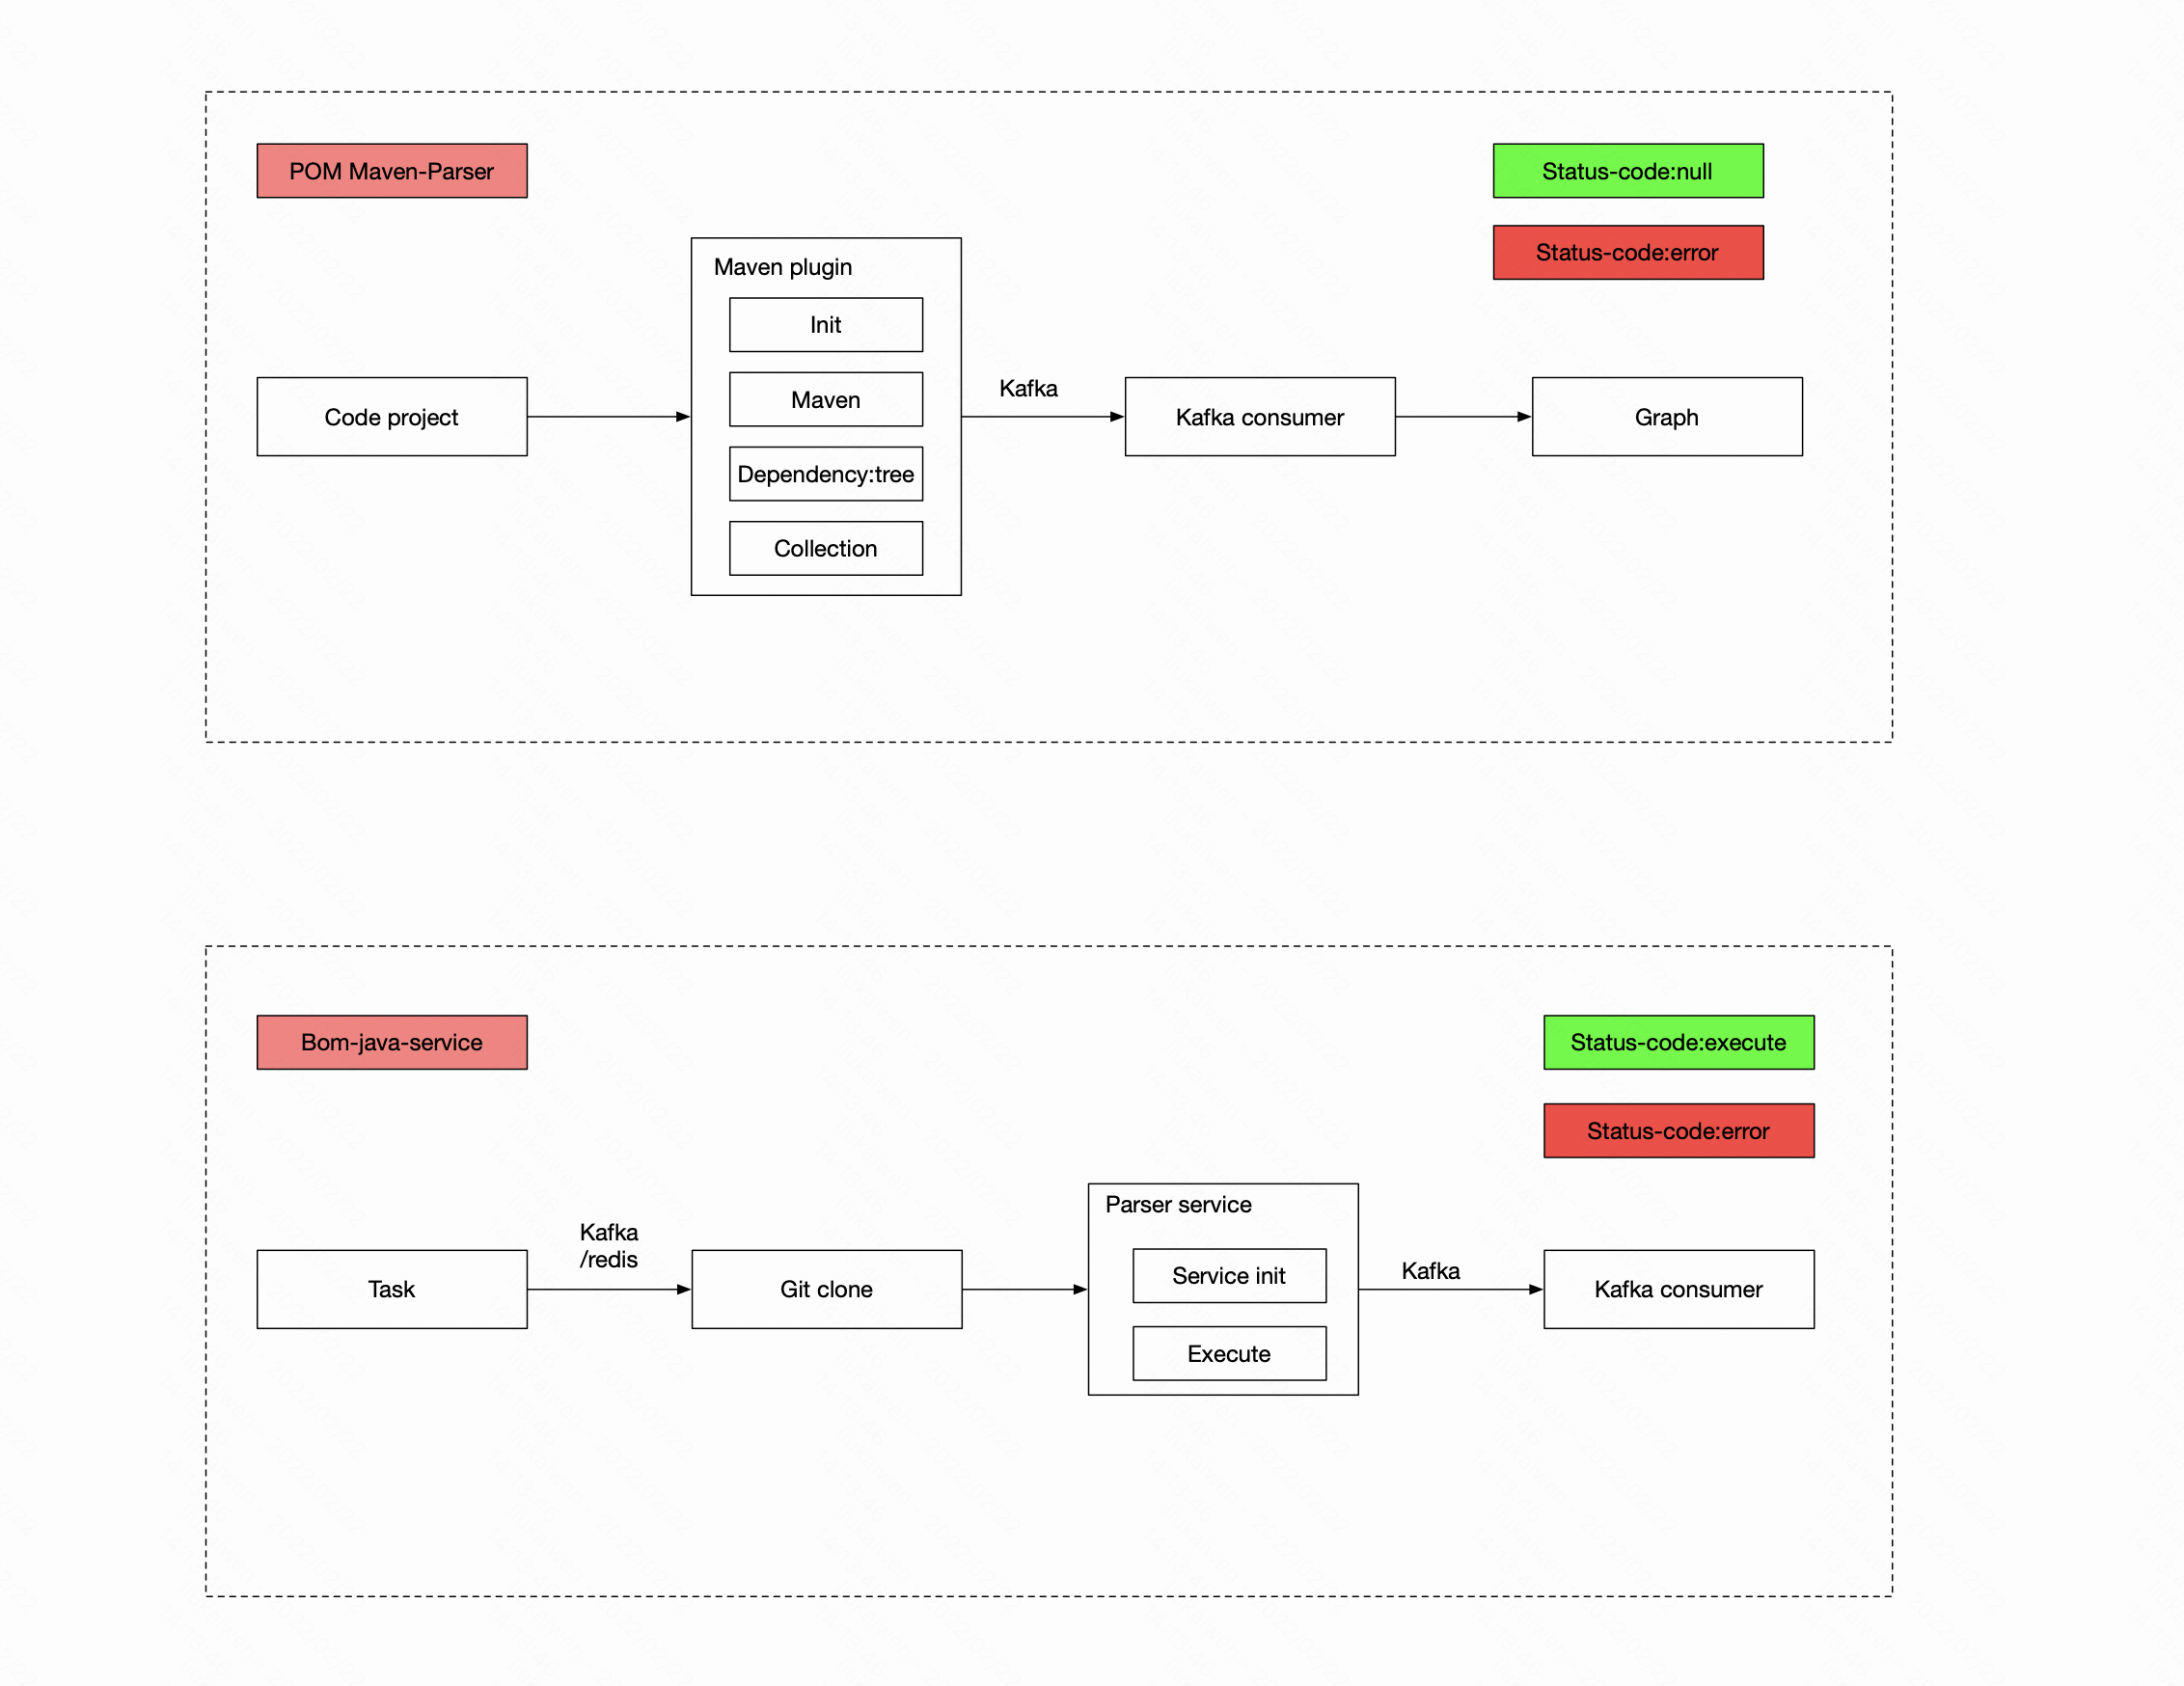 POM Maven-Parser
Status-code:null
Status-code:error
Maven plugin
Init
Maven
Dependency:tree
Collection
Code project
Kafka
Kafka consumer
Graph
Bom-java-service
Status-code:execute
Status-code:error
Task
Kafka
/redis
Git clone
Parser service
Service init
Execute
Kafka
Kafka consumer